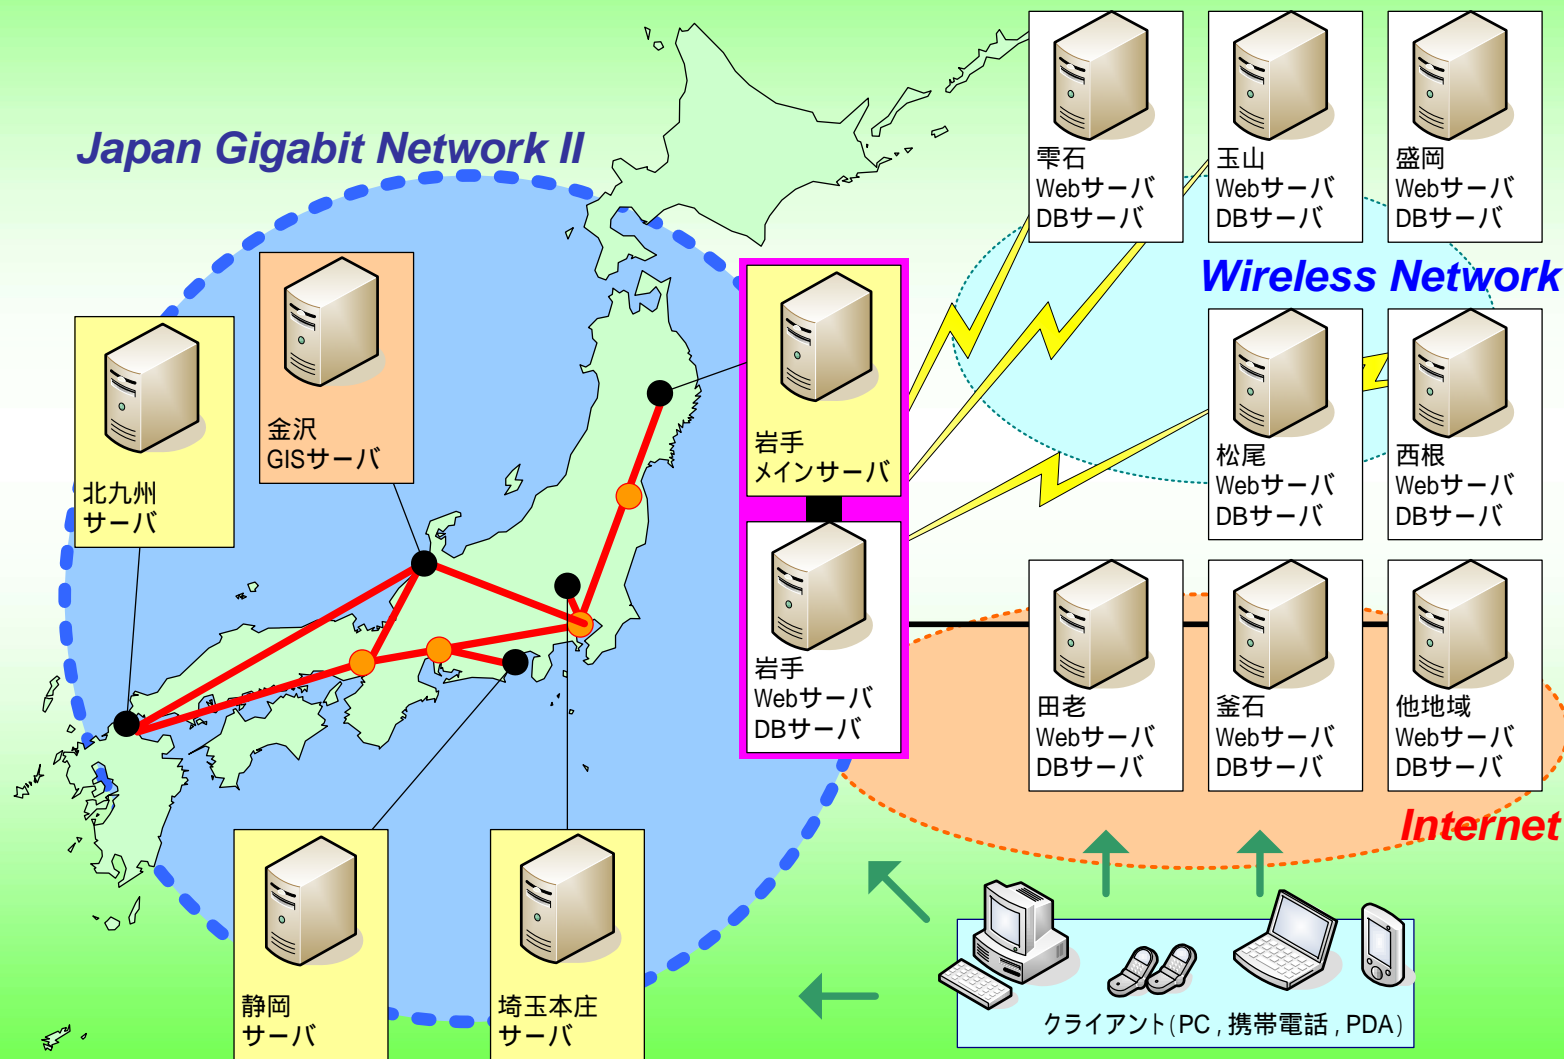 Japan Gigabit Network II
雫石
Webサーバ
DBサーバ
玉山
Webサーバ
DBサーバ
盛岡
Webサーバ
DBサーバ
Wireless Network
北九州
サーバ
金沢
GISサーバ
岩手
メインサーバ
松尾
Webサーバ
DBサーバ
西根
Webサーバ
DBサーバ
岩手
Webサーバ
DBサーバ
田老
Webサーバ
DBサーバ
釜石
Webサーバ
DBサーバ
他地域
Webサーバ
DBサーバ
Internet
静岡
サーバ
埼玉本庄
サーバ
クライアント(PC,携帯電話,PDA)